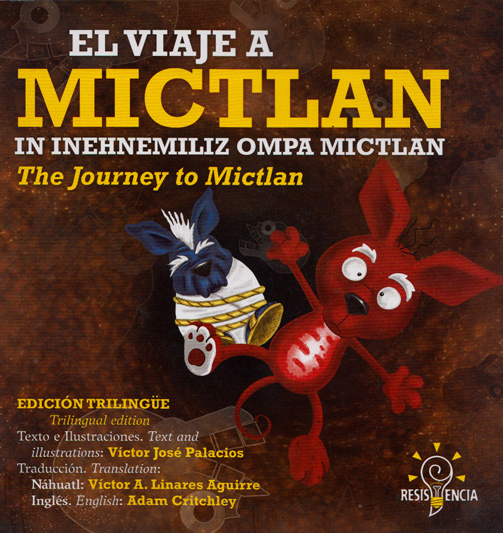 EL VIAJE A
MICTLAN
IN INEHNEMILIZ OMPA MICTLAN
The Journey to Mictlan
EDICIÓN TRILINGÜE
Trilingual edition
Texto e Ilustraciones. Text and
illustrations: Víctor José Palacios
Traducción. Translation:
Náhuatl: Víctor A. Linares Aguirre
Inglés. English: Adam Critchley
RESISTENCIA